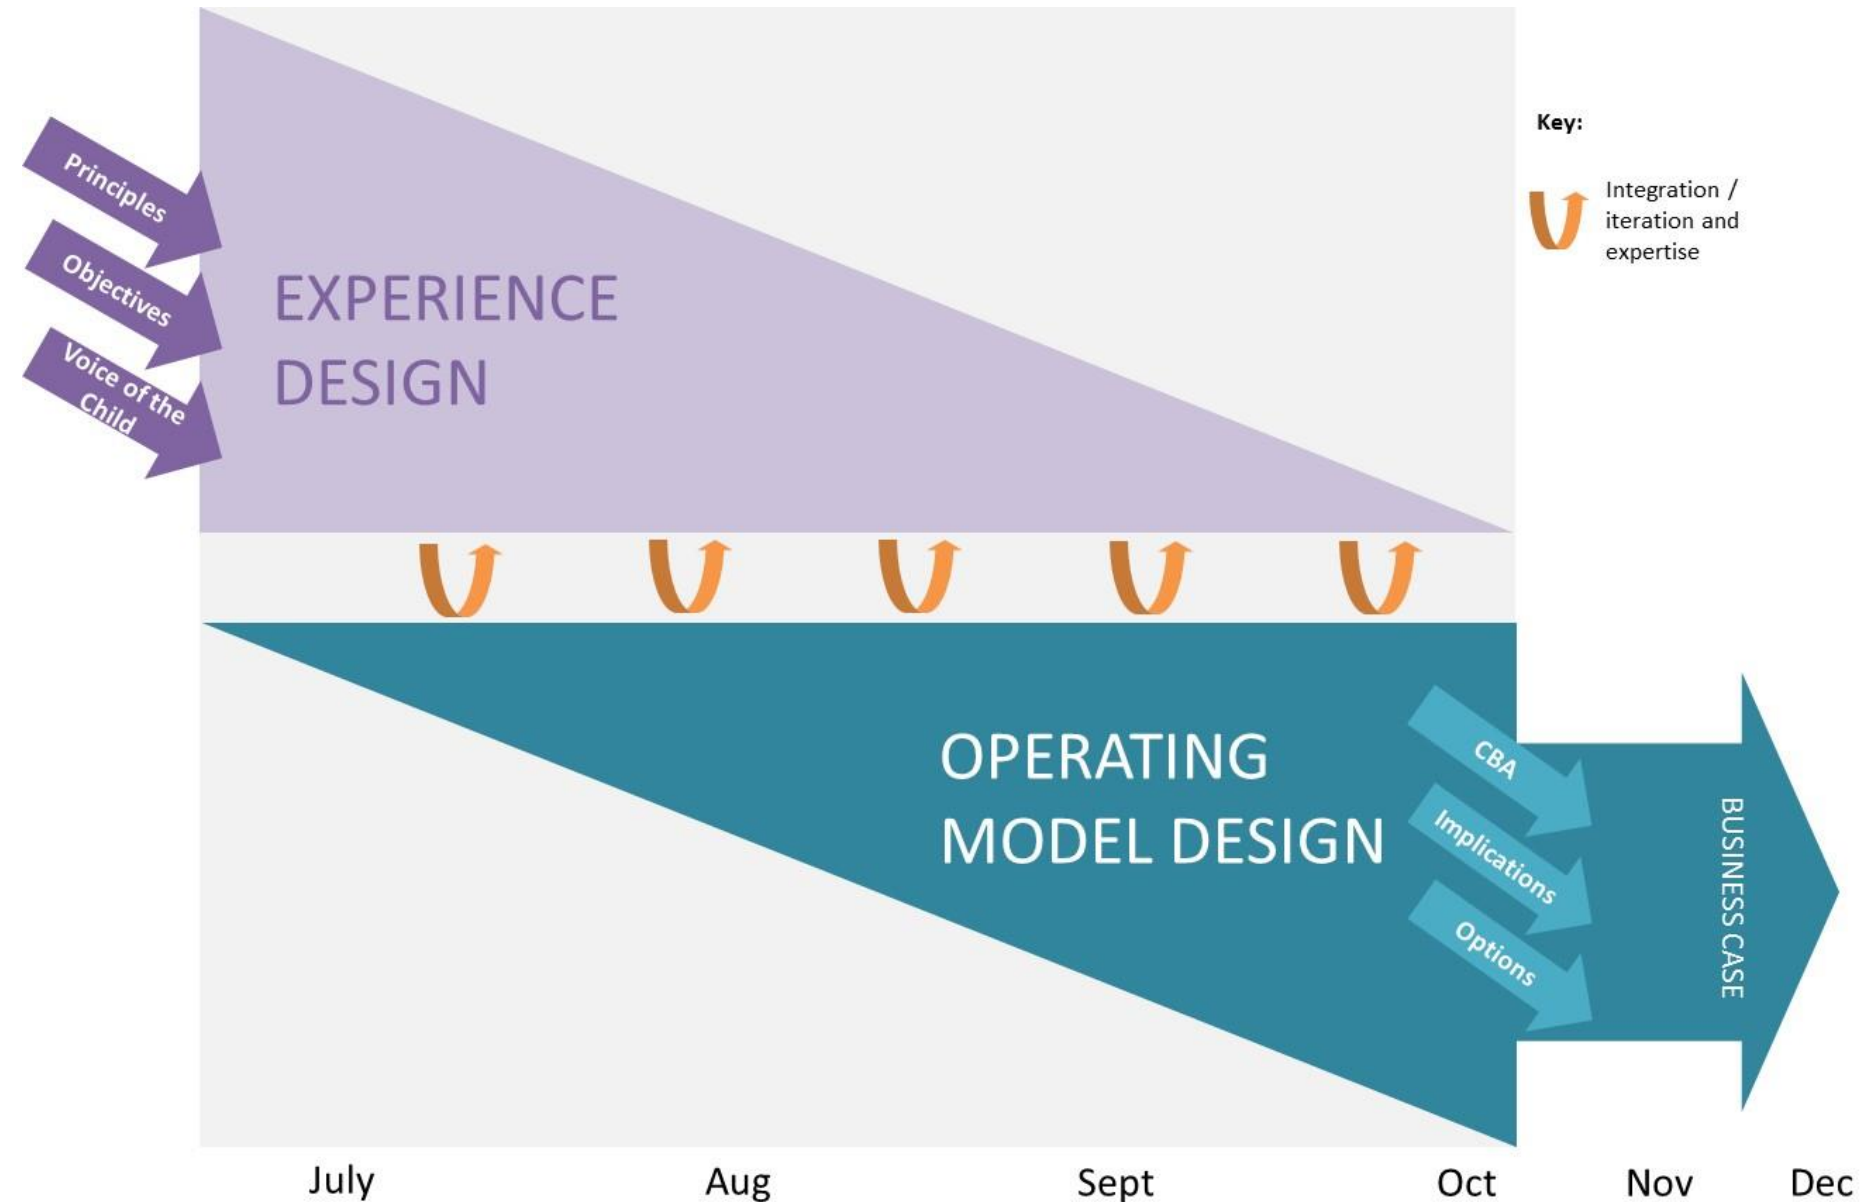 Key:
Integration /
iteration and
expertise
Principles
Objectives
Voice of the
Child
EXPERIENCE
DESIGN
OPERATING
MODEL DESIGN
CBA
Implications
Options
BUSINESS CASE
July Aug Sept Oct Nov Dec